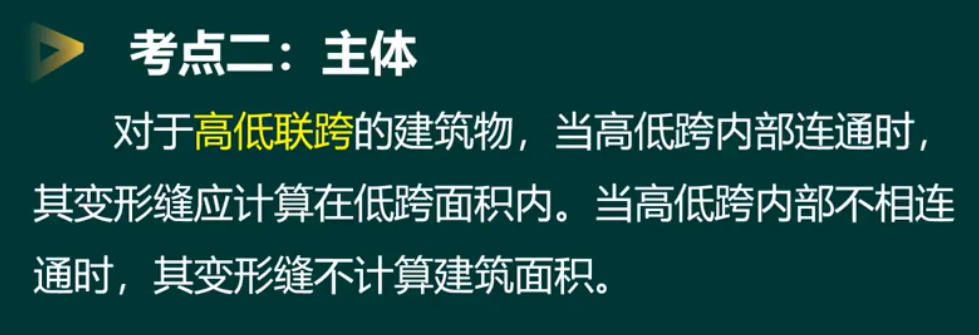 考点二：主体
对于高低联跨的建筑物，当高低跨内部连通时，
其变形缝应计算在低跨面积内。当高低跨内部不相连
通时，其变形缝不计算建筑面积。